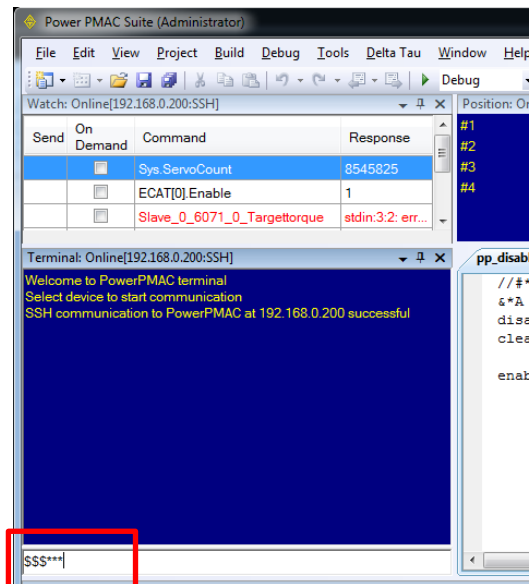 Power PMAC Suite (Administrator)
File Edit View Project Build Debug Tools Delta Tau Window Help
Debug
Watch: Online[192.168.0.200:SSH]
Position: On
Send On Demand Command Response
Sys.ServoCount 8545825
ECAT[0].Enable 1
Slave_0_6071_0_Targettorque stdin:3:2: err...
#1
#2
#3
#4
Terminal: Online[192.168.0.200:SSH]
Welcome to PowerPMAC terminal
Select device to start communication
SSH communication to PowerPMAC at 192.168.0.200 successful
$$$***
pp_disabl
//#*
&*A
disa
clea
enab